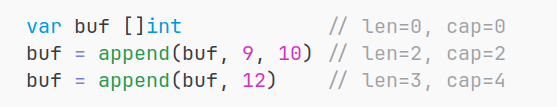 var buf []int // len=0, cap=0
buf = append(buf, 9, 10) // len=2, cap=2
buf = append(buf, 12) // len=3, cap=4